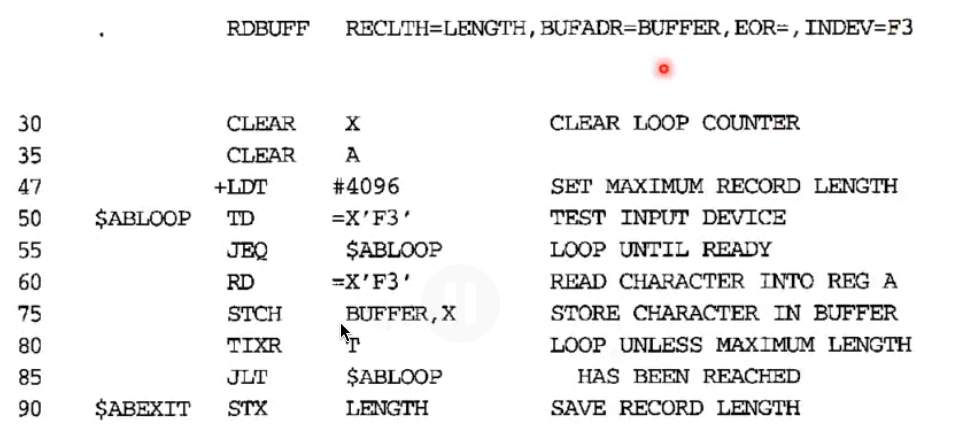 . RDBUFF RECLTH=LENGTH,BUFADR=BUFFER,EOR=,INDEV=F3
30 CLEAR X CLEAR LOOP COUNTER
35 CLEAR A
47 +LDT #4096 SET MAXIMUM RECORD LENGTH
50 $ABLOOP TD =X'F3' TEST INPUT DEVICE
55 JEQ $ABLOOP LOOP UNTIL READY
60 RD =X'F3' READ CHARACTER INTO REG A
75 STCH BUFFER,X STORE CHARACTER IN BUFFER
80 TIXR T LOOP UNLESS MAXIMUM LENGTH
85 JLT $ABLOOP HAS BEEN REACHED
90 $ABEXIT STX LENGTH SAVE RECORD LENGTH